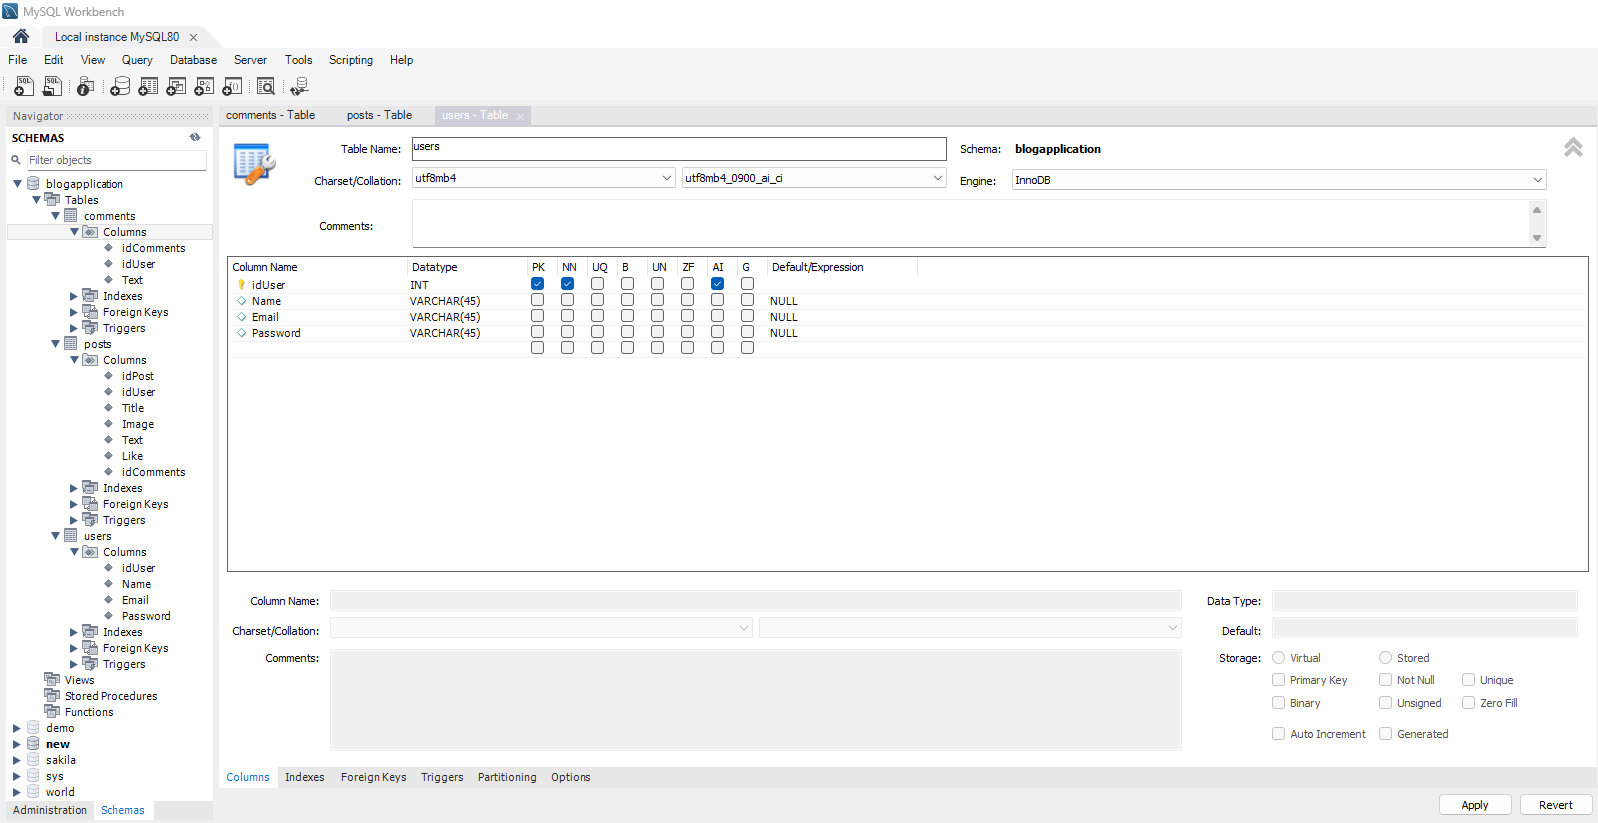 MySQL Workbench
Local instance MySQL80
File Edit View Query Database Server Tools Scripting Help
Navigator
SCHEMAS
Filter objects
blogapplication
Tables
comments
Columns
idComments
idUser
Text
Indexes
Foreign Keys
Triggers
posts
Columns
idPost
idUser
Title
Image
Text
Like
idComments
Indexes
Foreign Keys
Triggers
users
Columns
idUser
Name
Email
Password
Indexes
Foreign Keys
Triggers
Views
Stored Procedures
Functions
demo
new
sakila
sys
world
Administration Schemas
comments - Table posts - Table users - Table
Table Name: users Schema: blogapplication
Charset/Collation: utf8mb4 utf8mb4_0900_ai_ci Engine: InnoDB
Comments:
Column Name Datatype PK NN UQ B UN ZF AI G Default/Expression
idUser INT
Name VARCHAR(45) NULL
Email VARCHAR(45) NULL
Password VARCHAR(45) NULL
Column Name: Data Type:
Charset/Collation: Default:
Comments: Storage: Virtual Stored
Primary Key Not Null Unique
Binary Unsigned Zero Fill
Auto Increment Generated
Columns Indexes Foreign Keys Triggers Partitioning Options
Apply Revert